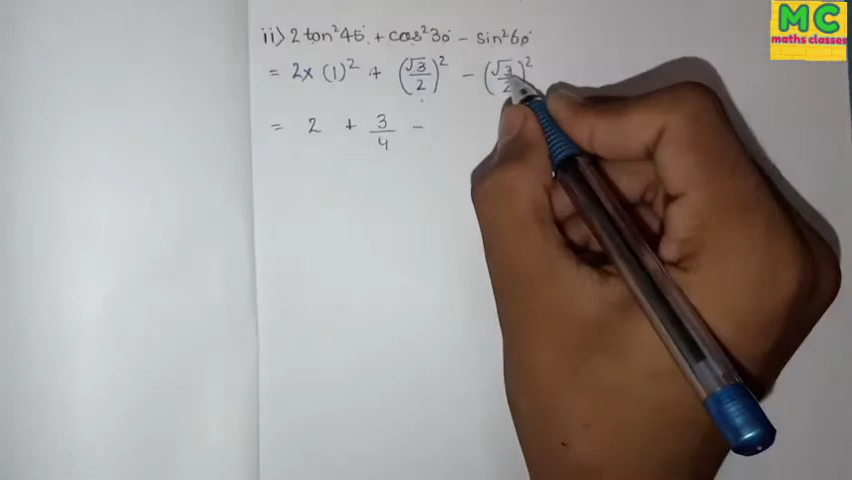 MC
maths classes
ii) 2 tan²45 + cos²30 - sin²60
= 2x (1)² + (√3/2)² - (√3/2)²
= 2 + 3/4 -